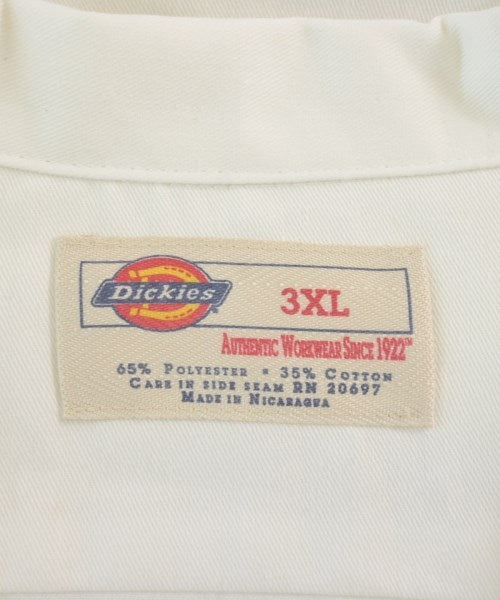 Dickies
3XL
AUTHENTIC WORKWEAR SINCE 1922™
65% POLYESTER • 35% COTTON
CARE IN SIDE SEAM RN 20697
MADE IN NICARAGUA